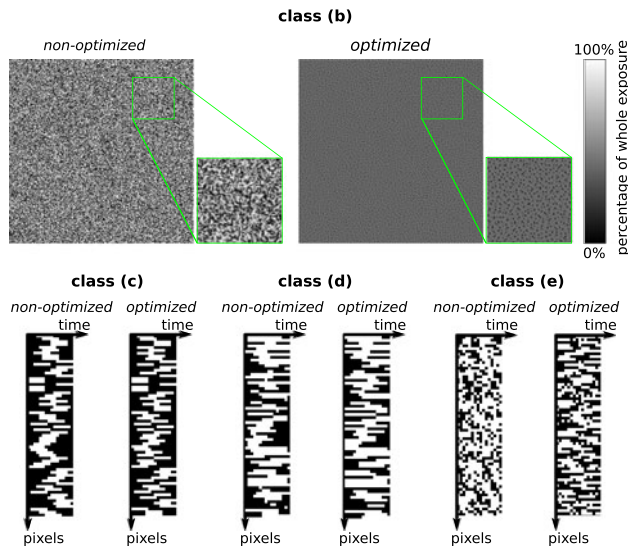 class (b)
non-optimized
optimized
100%
percentage of whole exposure
0%
class (c)
class (d)
class (e)
non-optimized
optimized
non-optimized
optimized
non-optimized
optimized
time
time
time
time
time
time
pixels
pixels
pixels
pixels
pixels
pixels